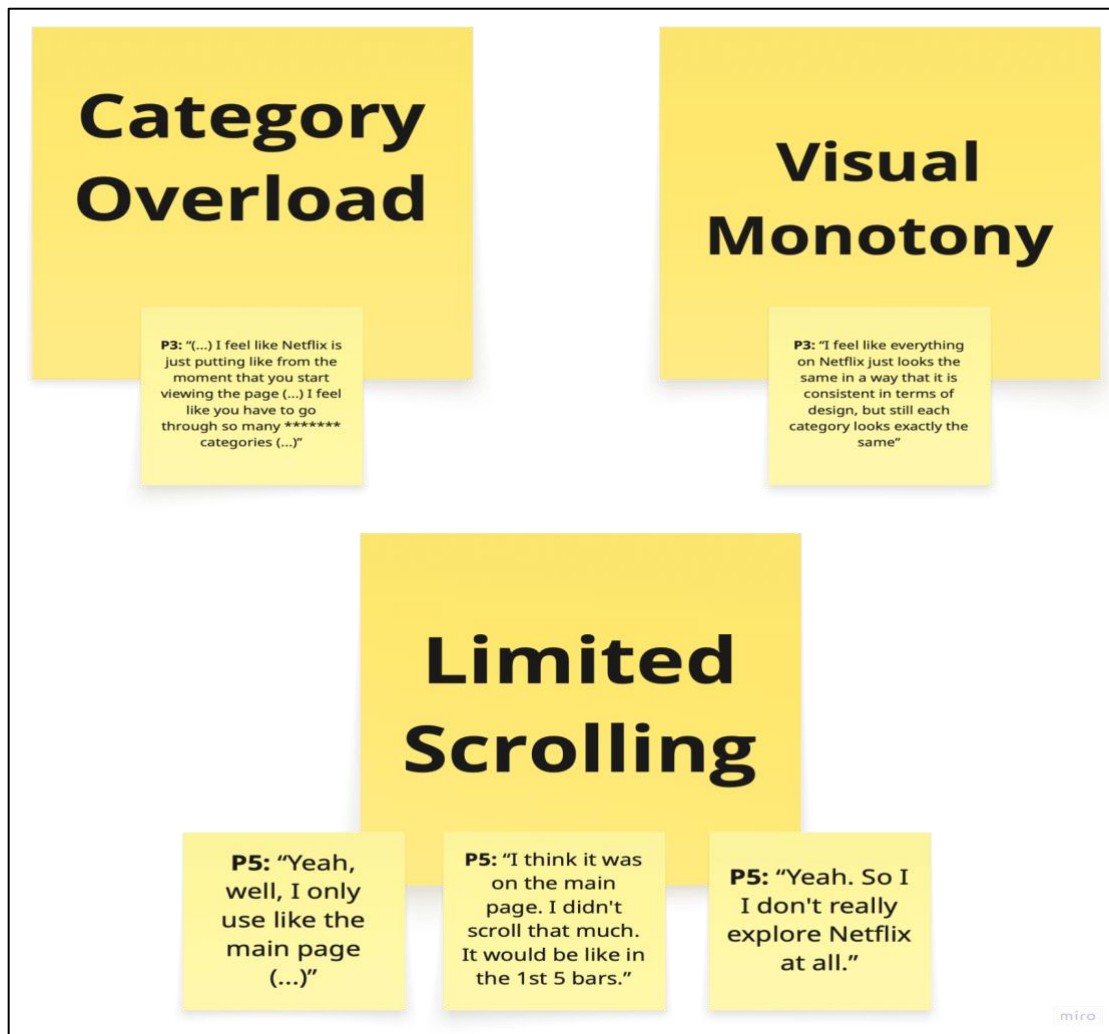 Category
Overload
P3: “(...) I feel like Netflix is
just putting like from the
moment that you start
viewing the page (...) I feel
like you have to go
through so many *******
categories (...)”
Visual
Monotony
P3: “I feel like everything
on Netflix just looks the
same in a way that it is
consistent in terms of
design, but still each
category looks exactly the
same”
Limited
Scrolling
P5: “Yeah,
well, I only
use like the
main page
(...)”
P5: “I think it was
on the main
page. I didn't
scroll that much.
It would be like in
the 1st 5 bars.”
P5: “Yeah. So I
I don't really
explore Netflix
at all.”
miro